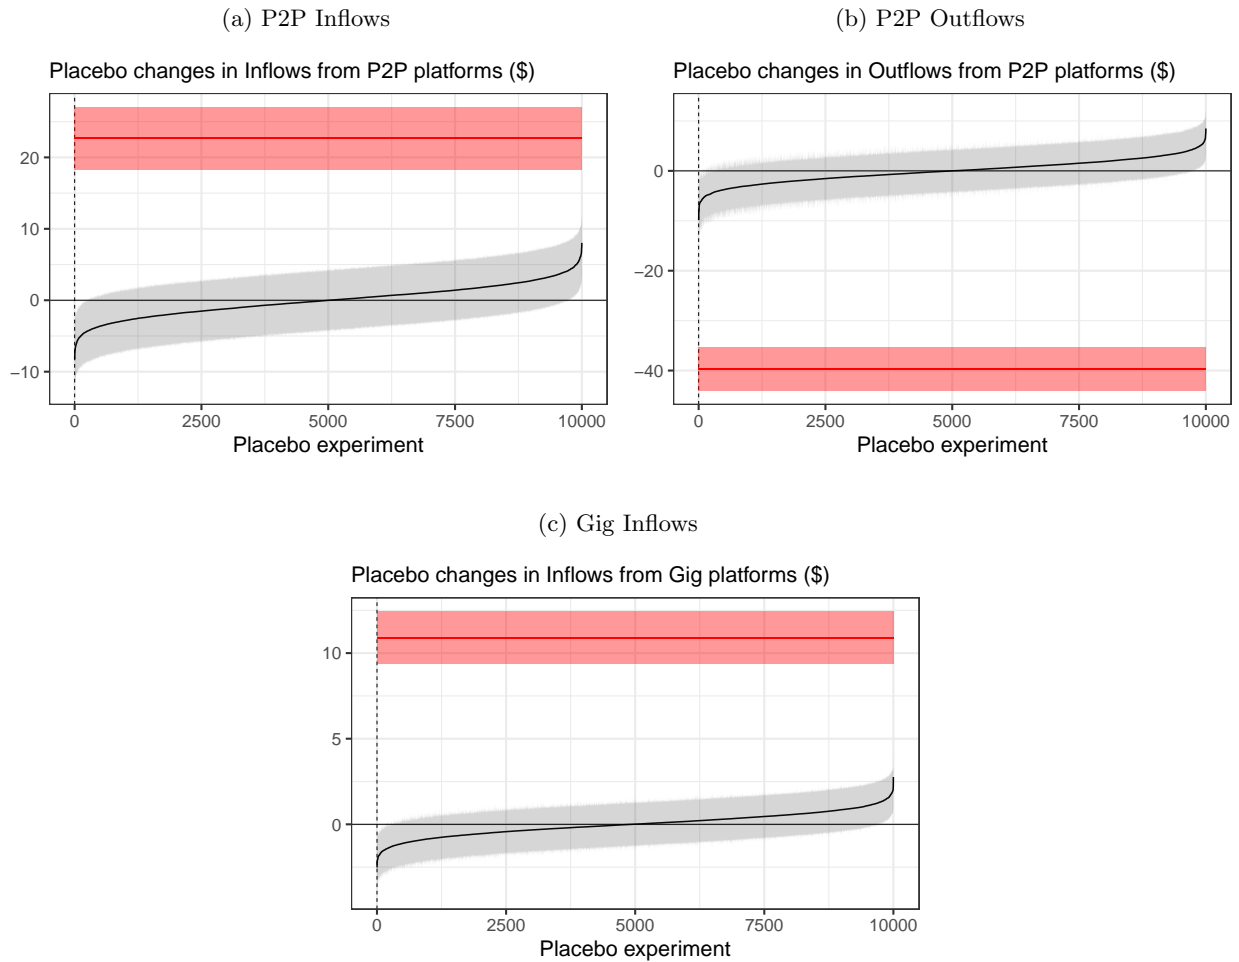 (a) P2P Inflows
Placebo changes in Inflows from P2P platforms ($)
20
10
0
−10
0 2500 5000 7500 10000
Placebo experiment
(b) P2P Outflows
Placebo changes in Outflows from P2P platforms ($)
0
−20
−40
0 2500 5000 7500 10000
Placebo experiment
(c) Gig Inflows
Placebo changes in Inflows from Gig platforms ($)
10
5
0
0 2500 5000 7500 10000
Placebo experiment